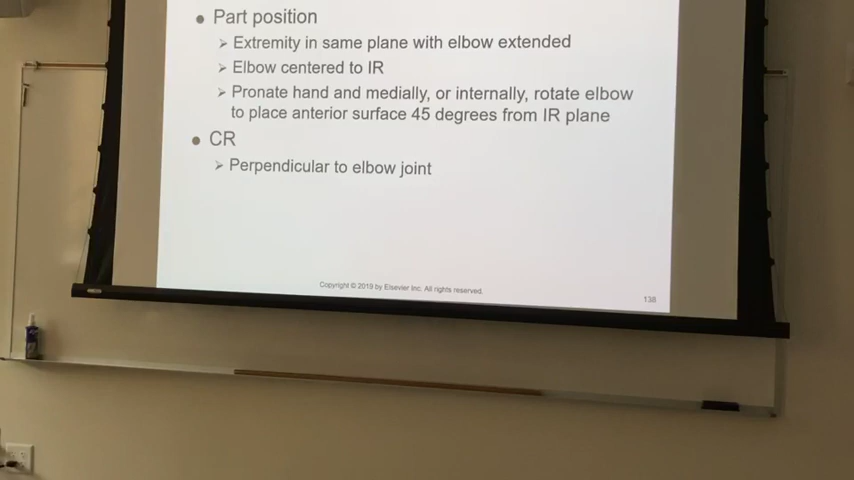 ● Part position
➢ Extremity in same plane with elbow extended
➢ Elbow centered to IR
➢ Pronate hand and medially, or internally, rotate elbow
to place anterior surface 45 degrees from IR plane
● CR
➢ Perpendicular to elbow joint
Copyright © 2019 by Elsevier Inc. All rights reserved.
138